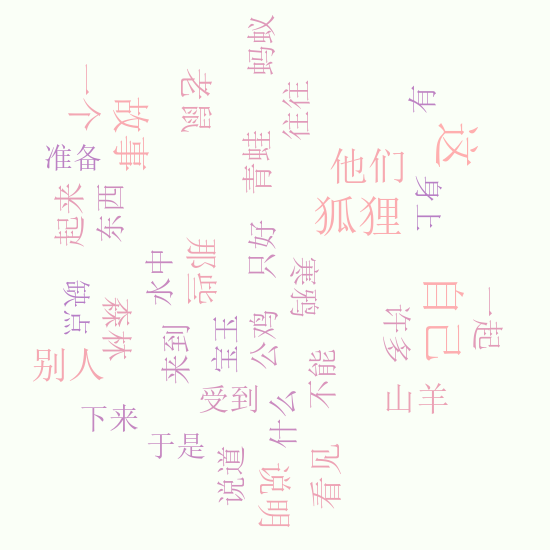 蚂蚁
一个
老鼠
往往
有
故事
青蛙
这
准备
他们
起来
东西
身上
狐狸
只好
那些
水中
寒鸦
缺点
自己
一起
森林
许多
来到
宝玉
公鸡
别人
不能
受到
山羊
什么
下来
于是
说道
说明
看见